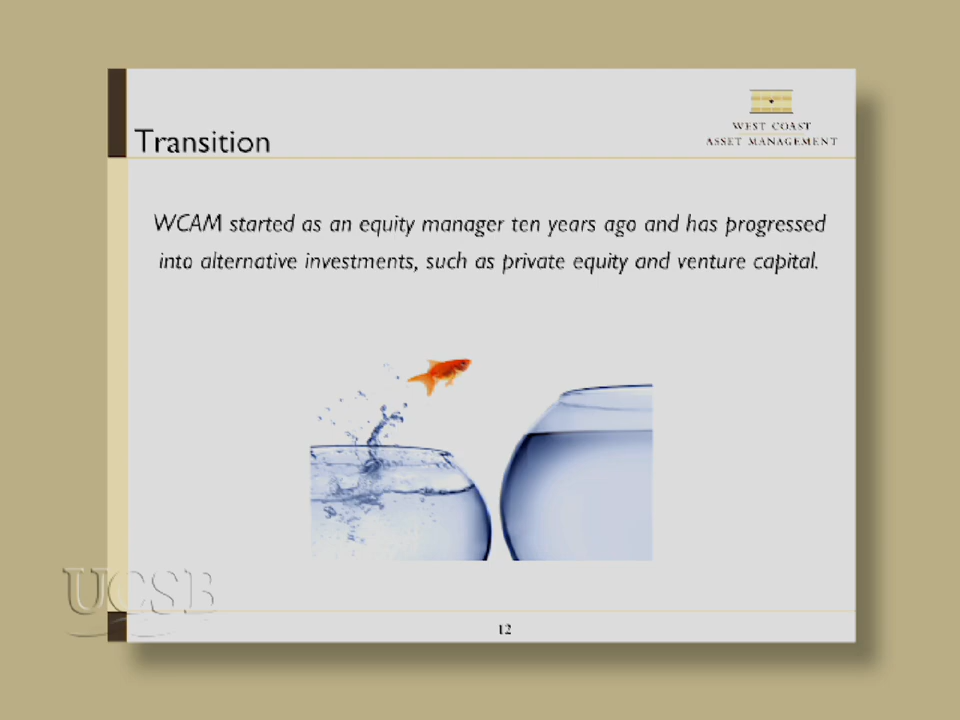 WEST COAST
ASSET MANAGEMENT
Transition
WCAM started as an equity manager ten years ago and has progressed
into alternative investments, such as private equity and venture capital.
UCSB
12